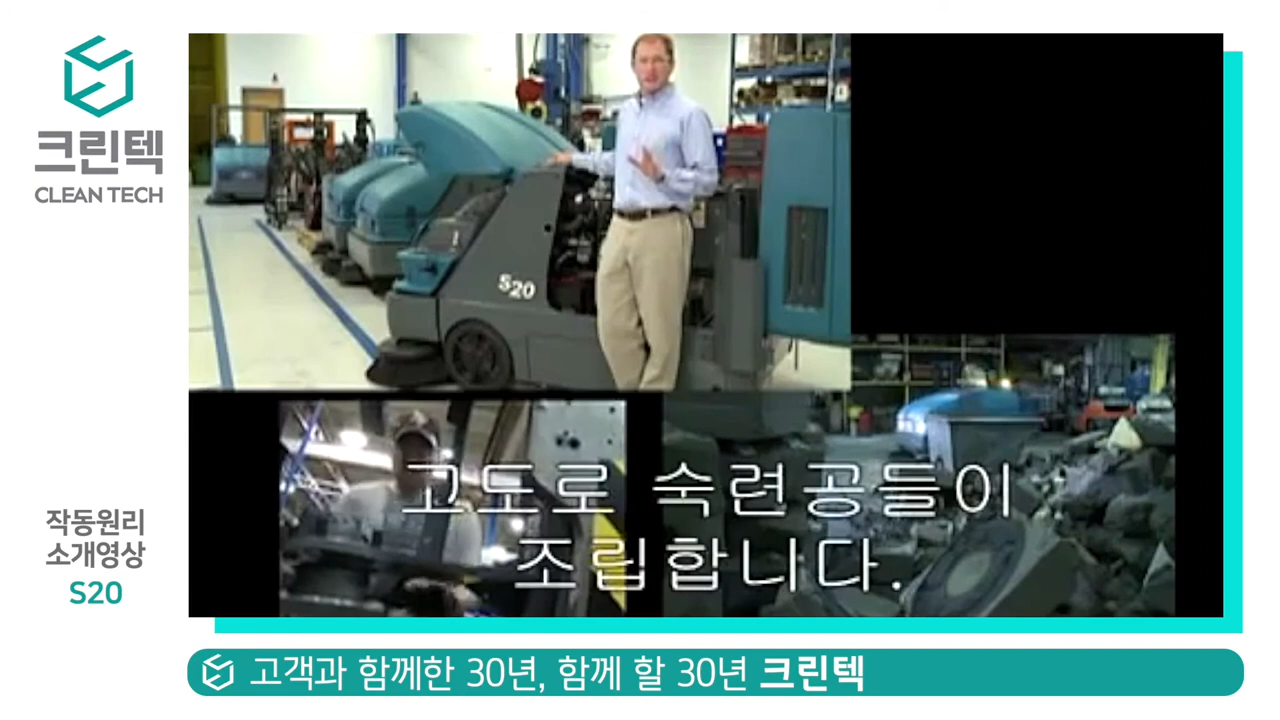 크린텍
CLEAN TECH
S20
고도로 숙련공들이
조립합니다.
작동원리
소개영상
S20
고객과 함께한 30년, 함께 할 30년 크린텍